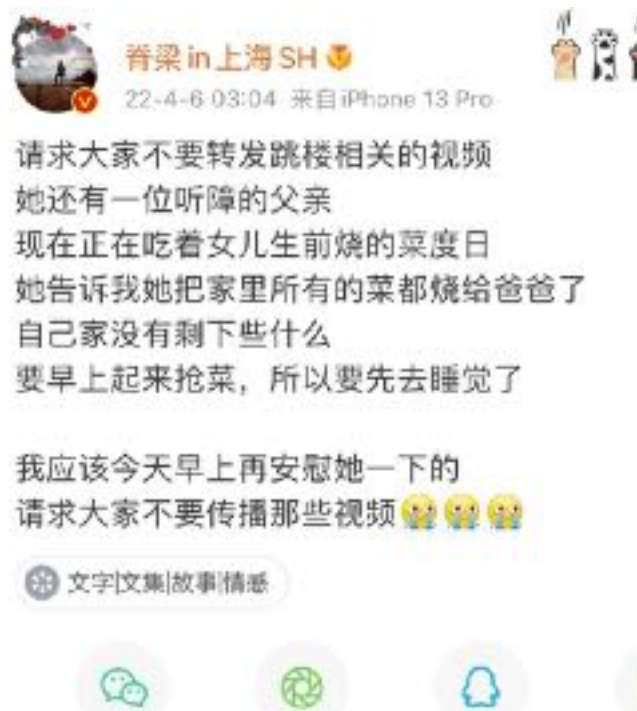 脊梁in上海SH
22-4-6 03:04 来自iPhone 13 Pro
请求大家不要转发跳楼相关的视频
她还有一位听障的父亲
现在正在吃着女儿生前烧的菜度日
她告诉我她把家里所有的菜都烧给爸爸了
自己家没有剩下些什么
要早上起来抢菜，所以要先去睡觉了
我应该今天早上再安慰她一下的
请求大家不要传播那些视频😭😭😭
文字|文集|故事|情感